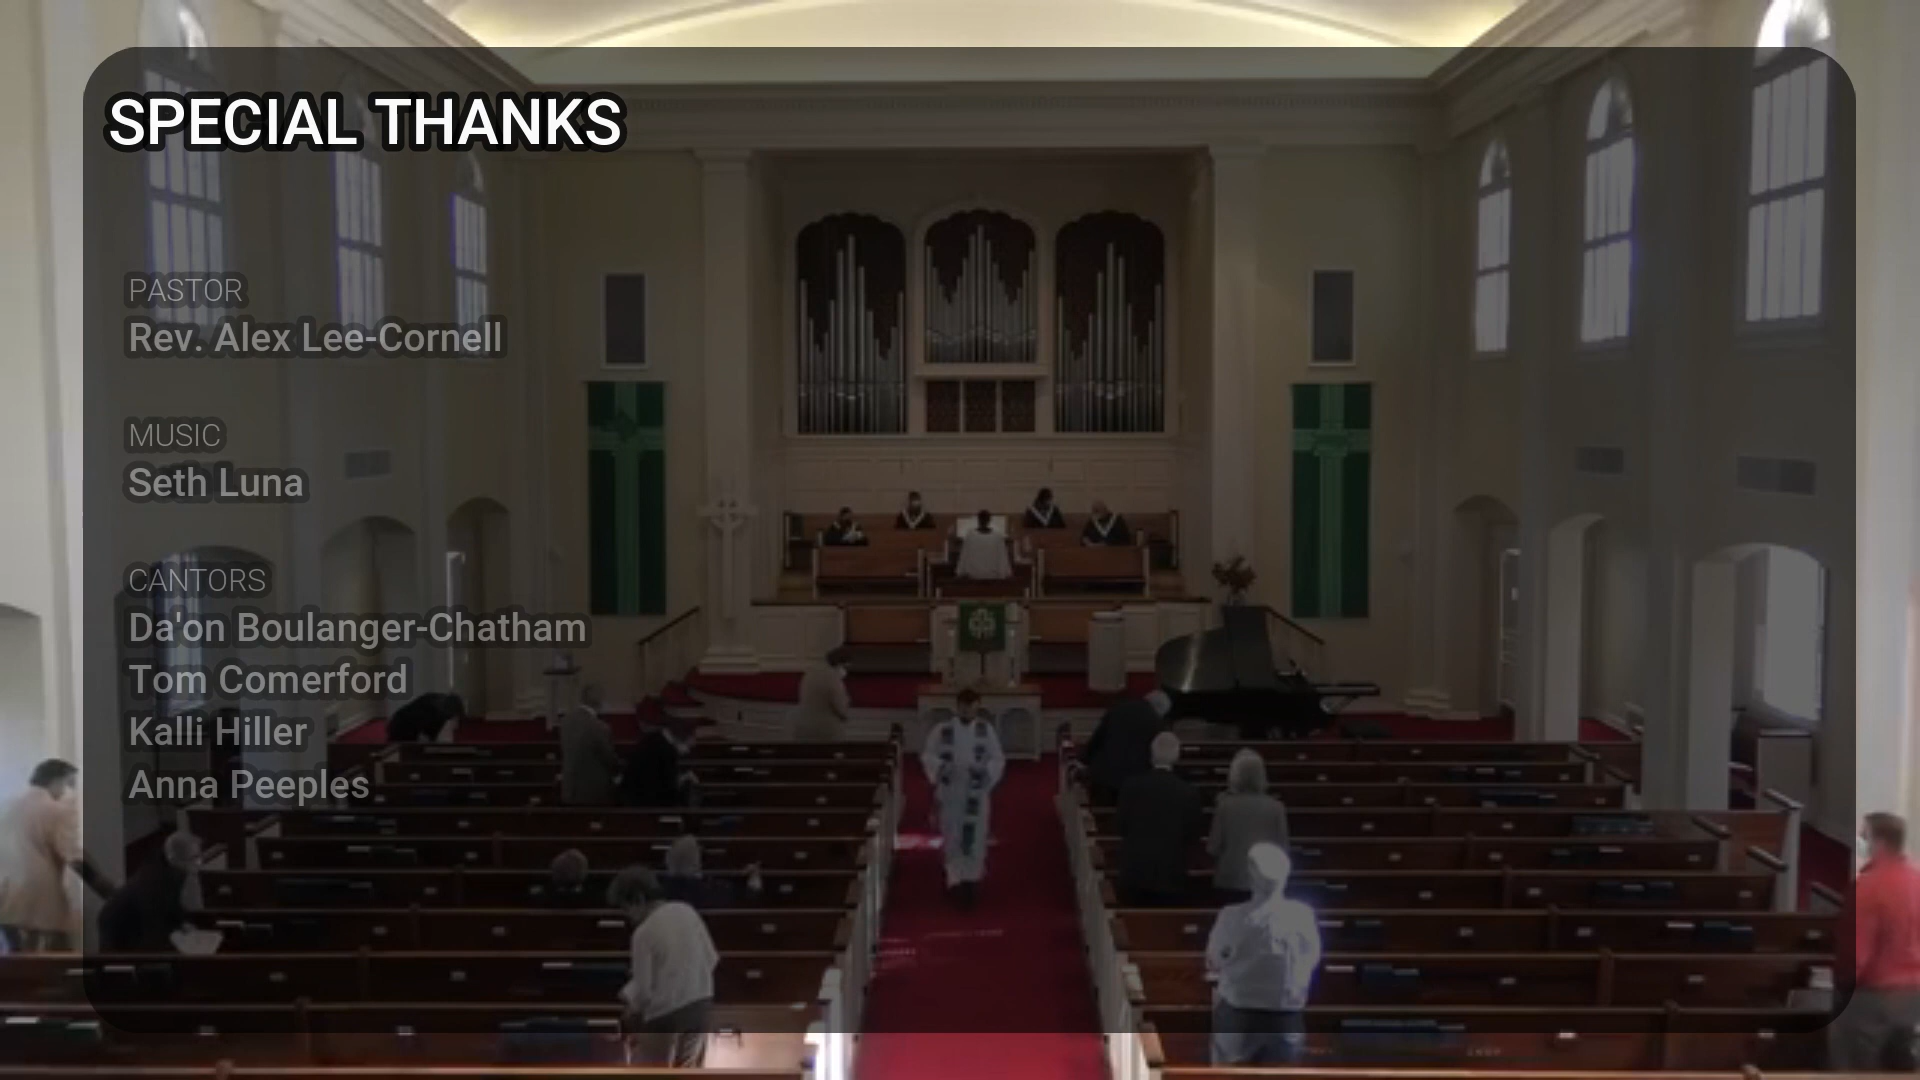 SPECIAL THANKS
PASTOR
Rev. Alex Lee-Cornell
MUSIC
Seth Luna
CANTORS
Da'on Boulanger-Chatham
Tom Comerford
Kalli Hiller
Anna Peeples